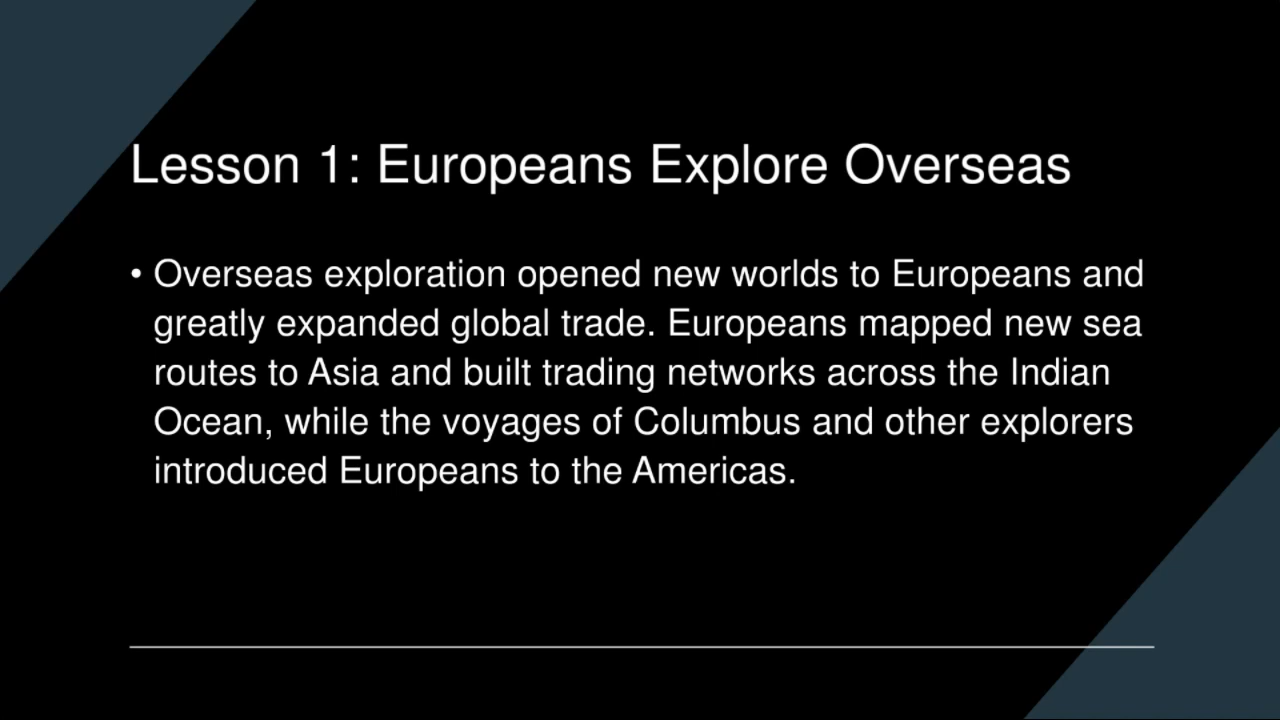 Lesson 1: Europeans Explore Overseas
• Overseas exploration opened new worlds to Europeans and
greatly expanded global trade. Europeans mapped new sea
routes to Asia and built trading networks across the Indian
Ocean, while the voyages of Columbus and other explorers
introduced Europeans to the Americas.